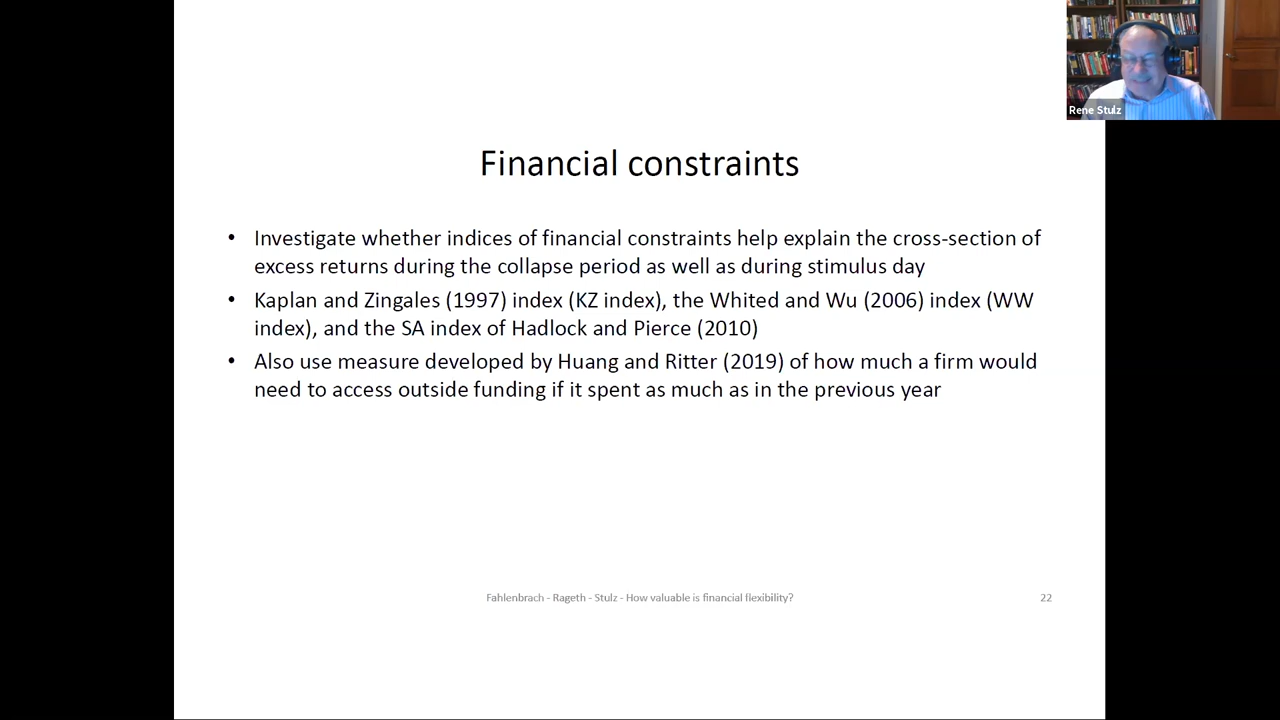 Rene Stulz
Financial constraints
• Investigate whether indices of financial constraints help explain the cross-section of
excess returns during the collapse period as well as during stimulus day
• Kaplan and Zingales (1997) index (KZ index), the Whited and Wu (2006) index (WW
index), and the SA index of Hadlock and Pierce (2010)
• Also use measure developed by Huang and Ritter (2019) of how much a firm would
need to access outside funding if it spent as much as in the previous year
Fahlenbrach - Rageth - Stulz - How valuable is financial flexibility?
22